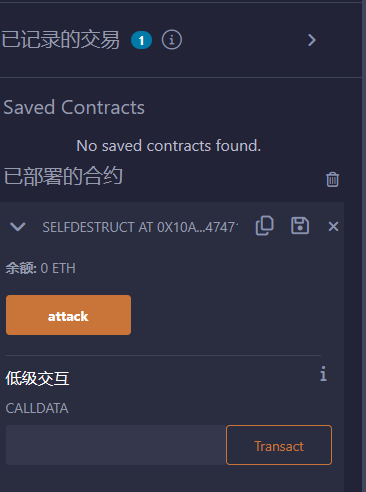 已记录的交易 1 i
Saved Contracts
No saved contracts found.
已部署的合约
SELFDESTRUCT AT 0X10A...4747
余额: 0 ETH
attack
低级交互 i
CALLDATA
Transact